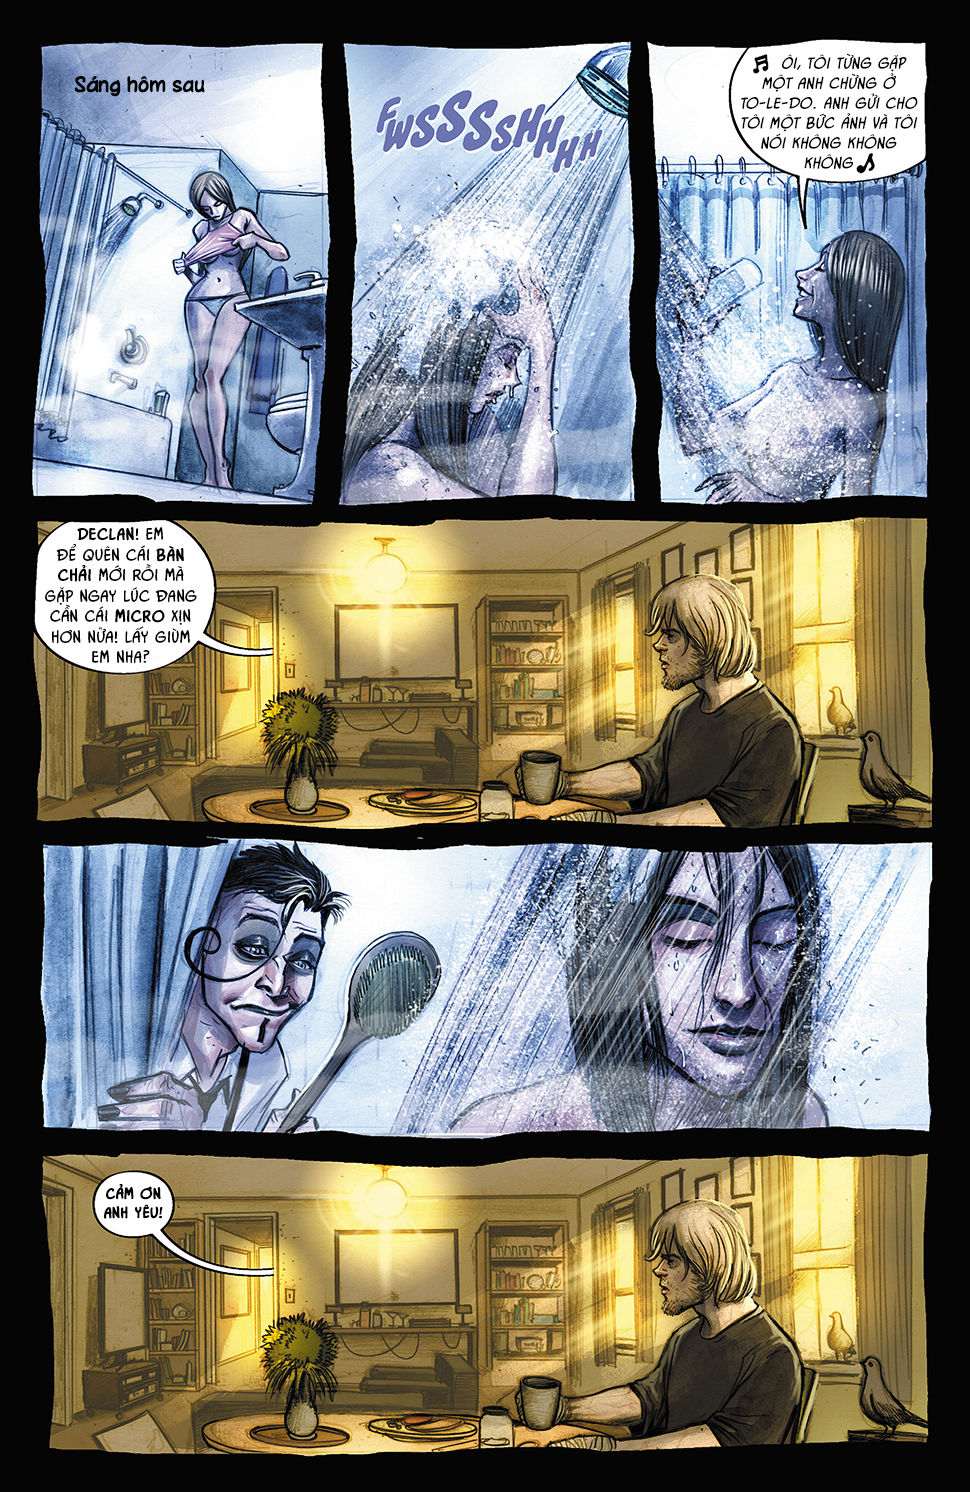 Sáng hôm sau
FWSSSSSHHHHH
ÔI, TÔI TỪNG GẶP
MỘT ANH CHỪNG Ở
TO-LE-DO. ANH GỬI CHO
TÔI MỘT BỨC ẢNH VÀ TÔI
NÓI KHÔNG KHÔNG
KHÔNG
DECLAN! EM
ĐỂ QUÊN CÁI BÀN
CHẢI MỚI RỒI MÀ
GẶP NGAY LÚC ĐANG
CẦN CÁI MICRO XỊN
HƠN NỮA! LẤY GIÙM
EM NHA?
CẢM ƠN
ANH YÊU!